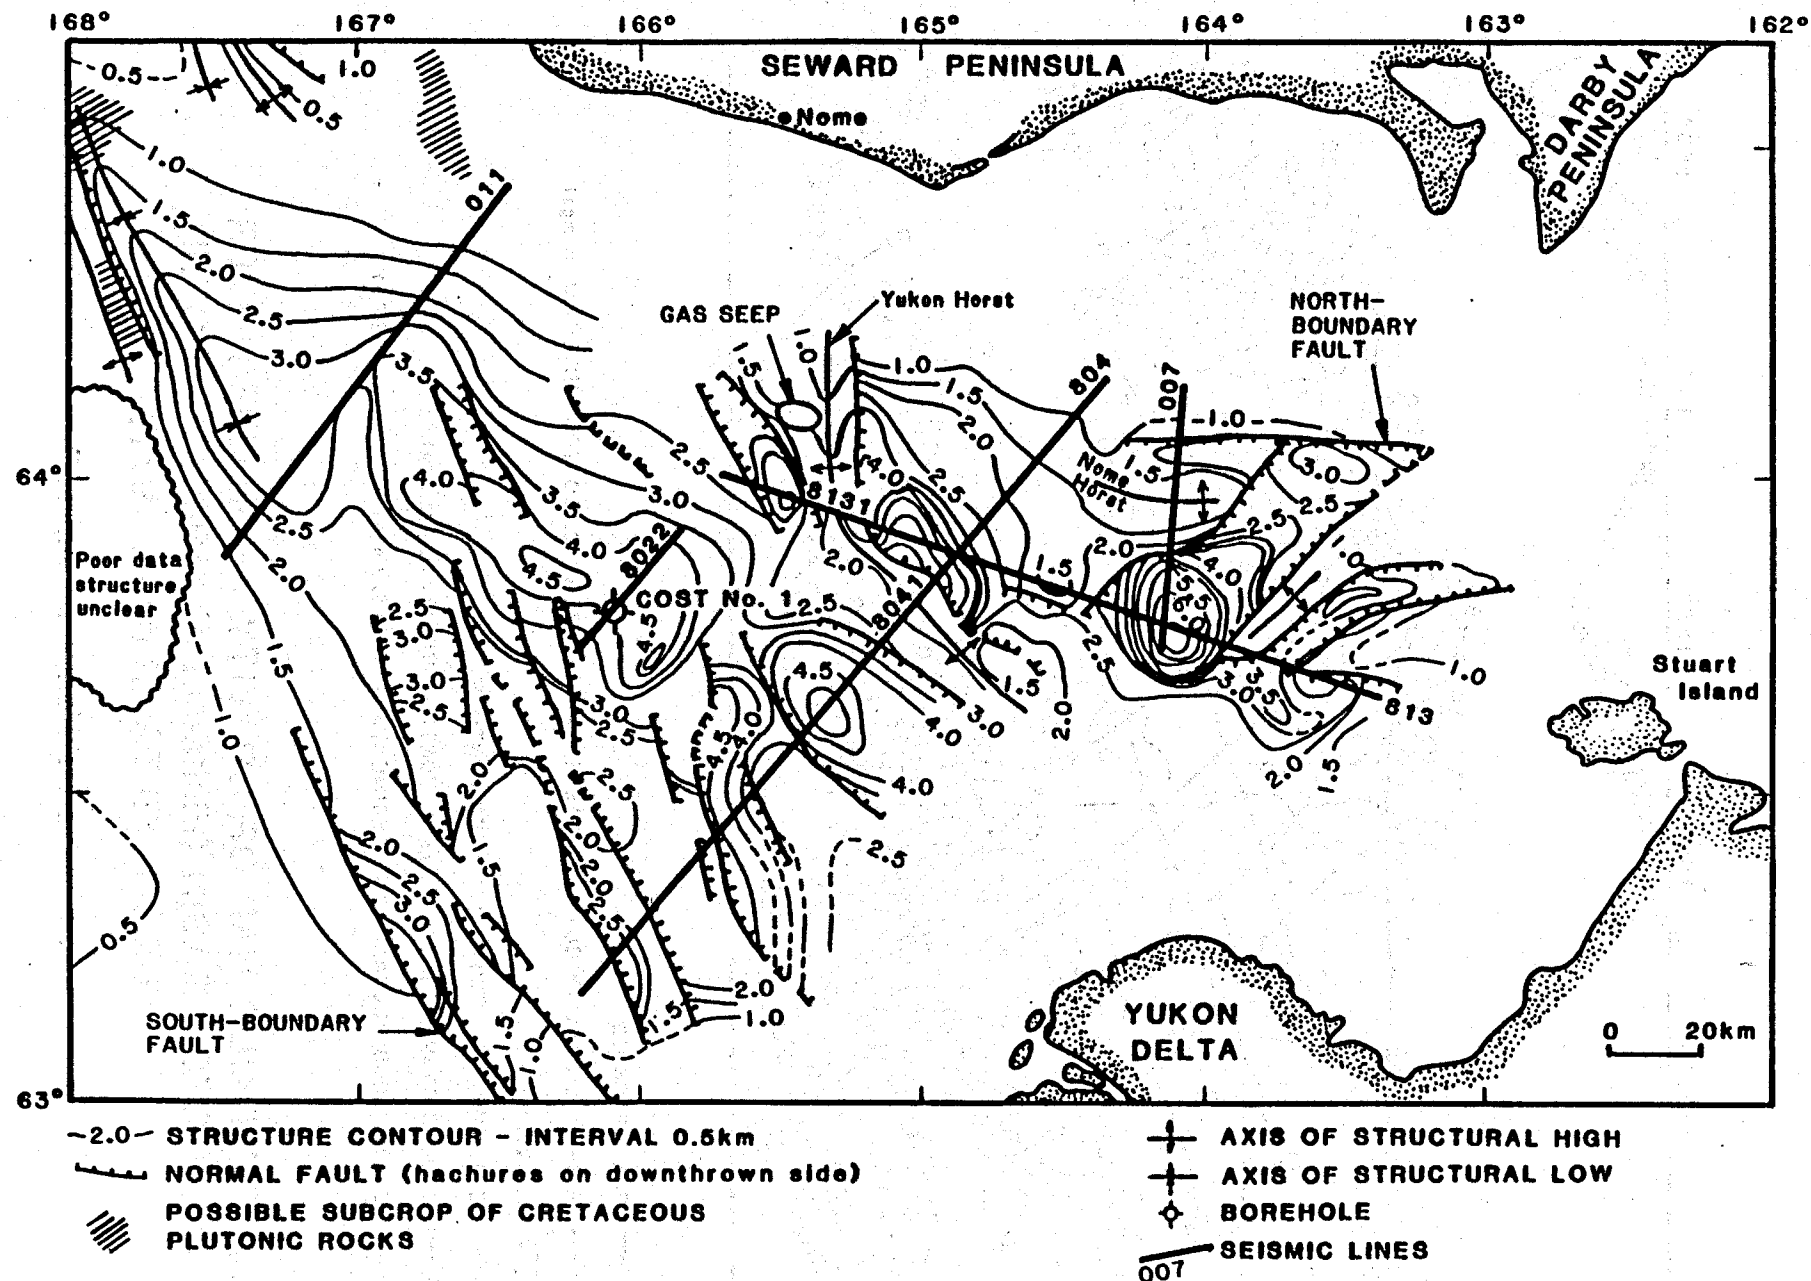 168° 167° 166° 165° 164° 163° 162°
SEWARD PENINSULA
DARBY
PENINSULA
Nome
0.5
1.0
0.5
1.0
011
1.5
2.0
2.5
3.0
3.5
GAS SEEP
Yukon Horst
NORTH-
BOUNDARY
FAULT
1.5
1.0
1.0
1.5
2.0
804
007
1.0
64°
2.5
4.0
3.0
3.5
4.0
4.5
8022
8131
4.0
2.5
Nome
Horst
1.5
3.0
2.5
2.5
2.0
4.0
1.0
2.5
2.0
Poor data
structure
unclear
COST No. 1
2.0
2.5
8041
1.5
2.5
2.5
3.0
3.0
2.5
4.5
4.5
4.0
3.0
4.0
1.5
2.0
3.0
3.5
1.0
813
Stuart
Island
1.5
1.0
3.0
2.5
4.5
4.0
2.0
1.5
2.0
2.5
2.0
2.0
2.5
1.5
2.5
2.0
2.5
3.0
0.5
2.0
1.0
1.5
1.5
1.0
SOUTH-BOUNDARY
FAULT
YUKON
DELTA
0 20km
63°
-2.0- STRUCTURE CONTOUR - INTERVAL 0.5km
NORMAL FAULT (hachures on downthrown side)
POSSIBLE SUBCROP OF CRETACEOUS
PLUTONIC ROCKS
AXIS OF STRUCTURAL HIGH
AXIS OF STRUCTURAL LOW
BOREHOLE
SEISMIC LINES
007